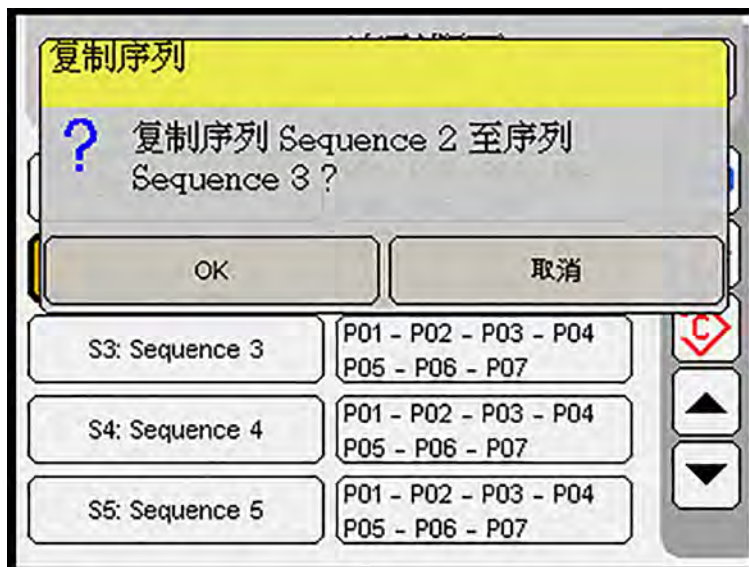 复制序列
复制序列 Sequence 2 至序列
Sequence 3 ?
OK
取消
S3: Sequence 3
P01 - P02 - P03 - P04
P05 - P06 - P07
C
S4: Sequence 4
P01 - P02 - P03 - P04
P05 - P06 - P07
S5: Sequence 5
P01 - P02 - P03 - P04
P05 - P06 - P07